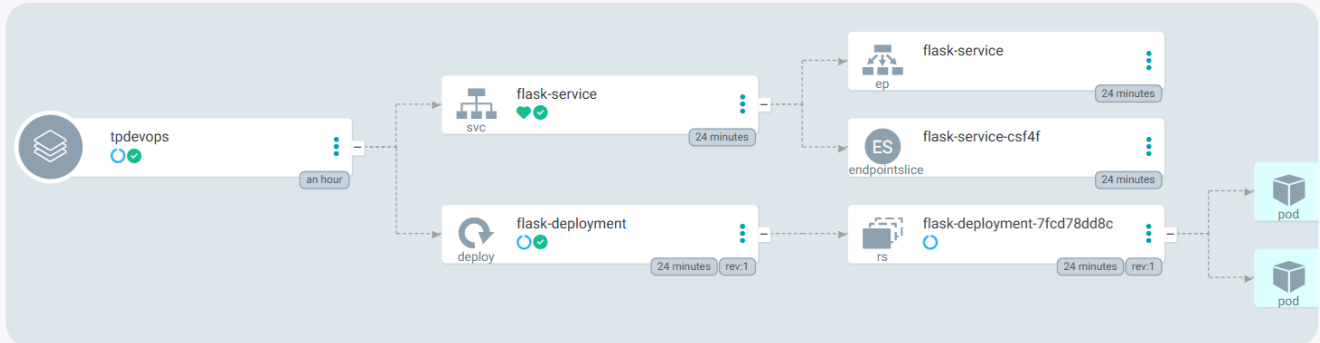 tpdevops
an hour
flask-service
svc
24 minutes
flask-deployment
deploy
24 minutes rev:1
flask-service
ep
24 minutes
ES
flask-service-csf4f
endpointslice
24 minutes
flask-deployment-7fcd78dd8c
rs
24 minutes rev:1
pod
pod